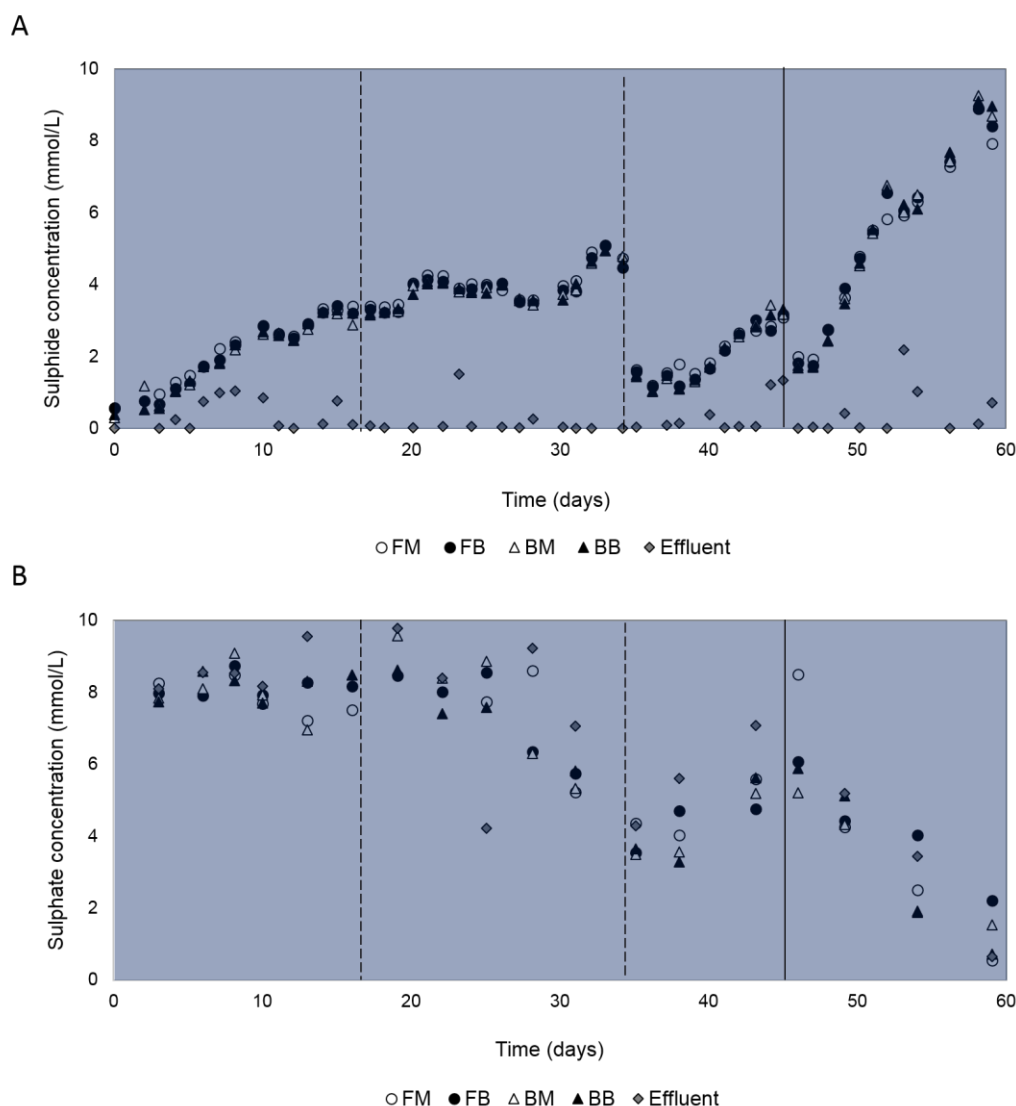 A
Sulphide concentration (mmol/L)
10
8
6
4
2
0
0 10 20 30 40 50 60
Time (days)
FM FB BM BB Effluent
B
Sulphate concentration (mmol/L)
10
8
6
4
2
0
0 10 20 30 40 50 60
Time (days)
FM FB BM BB Effluent